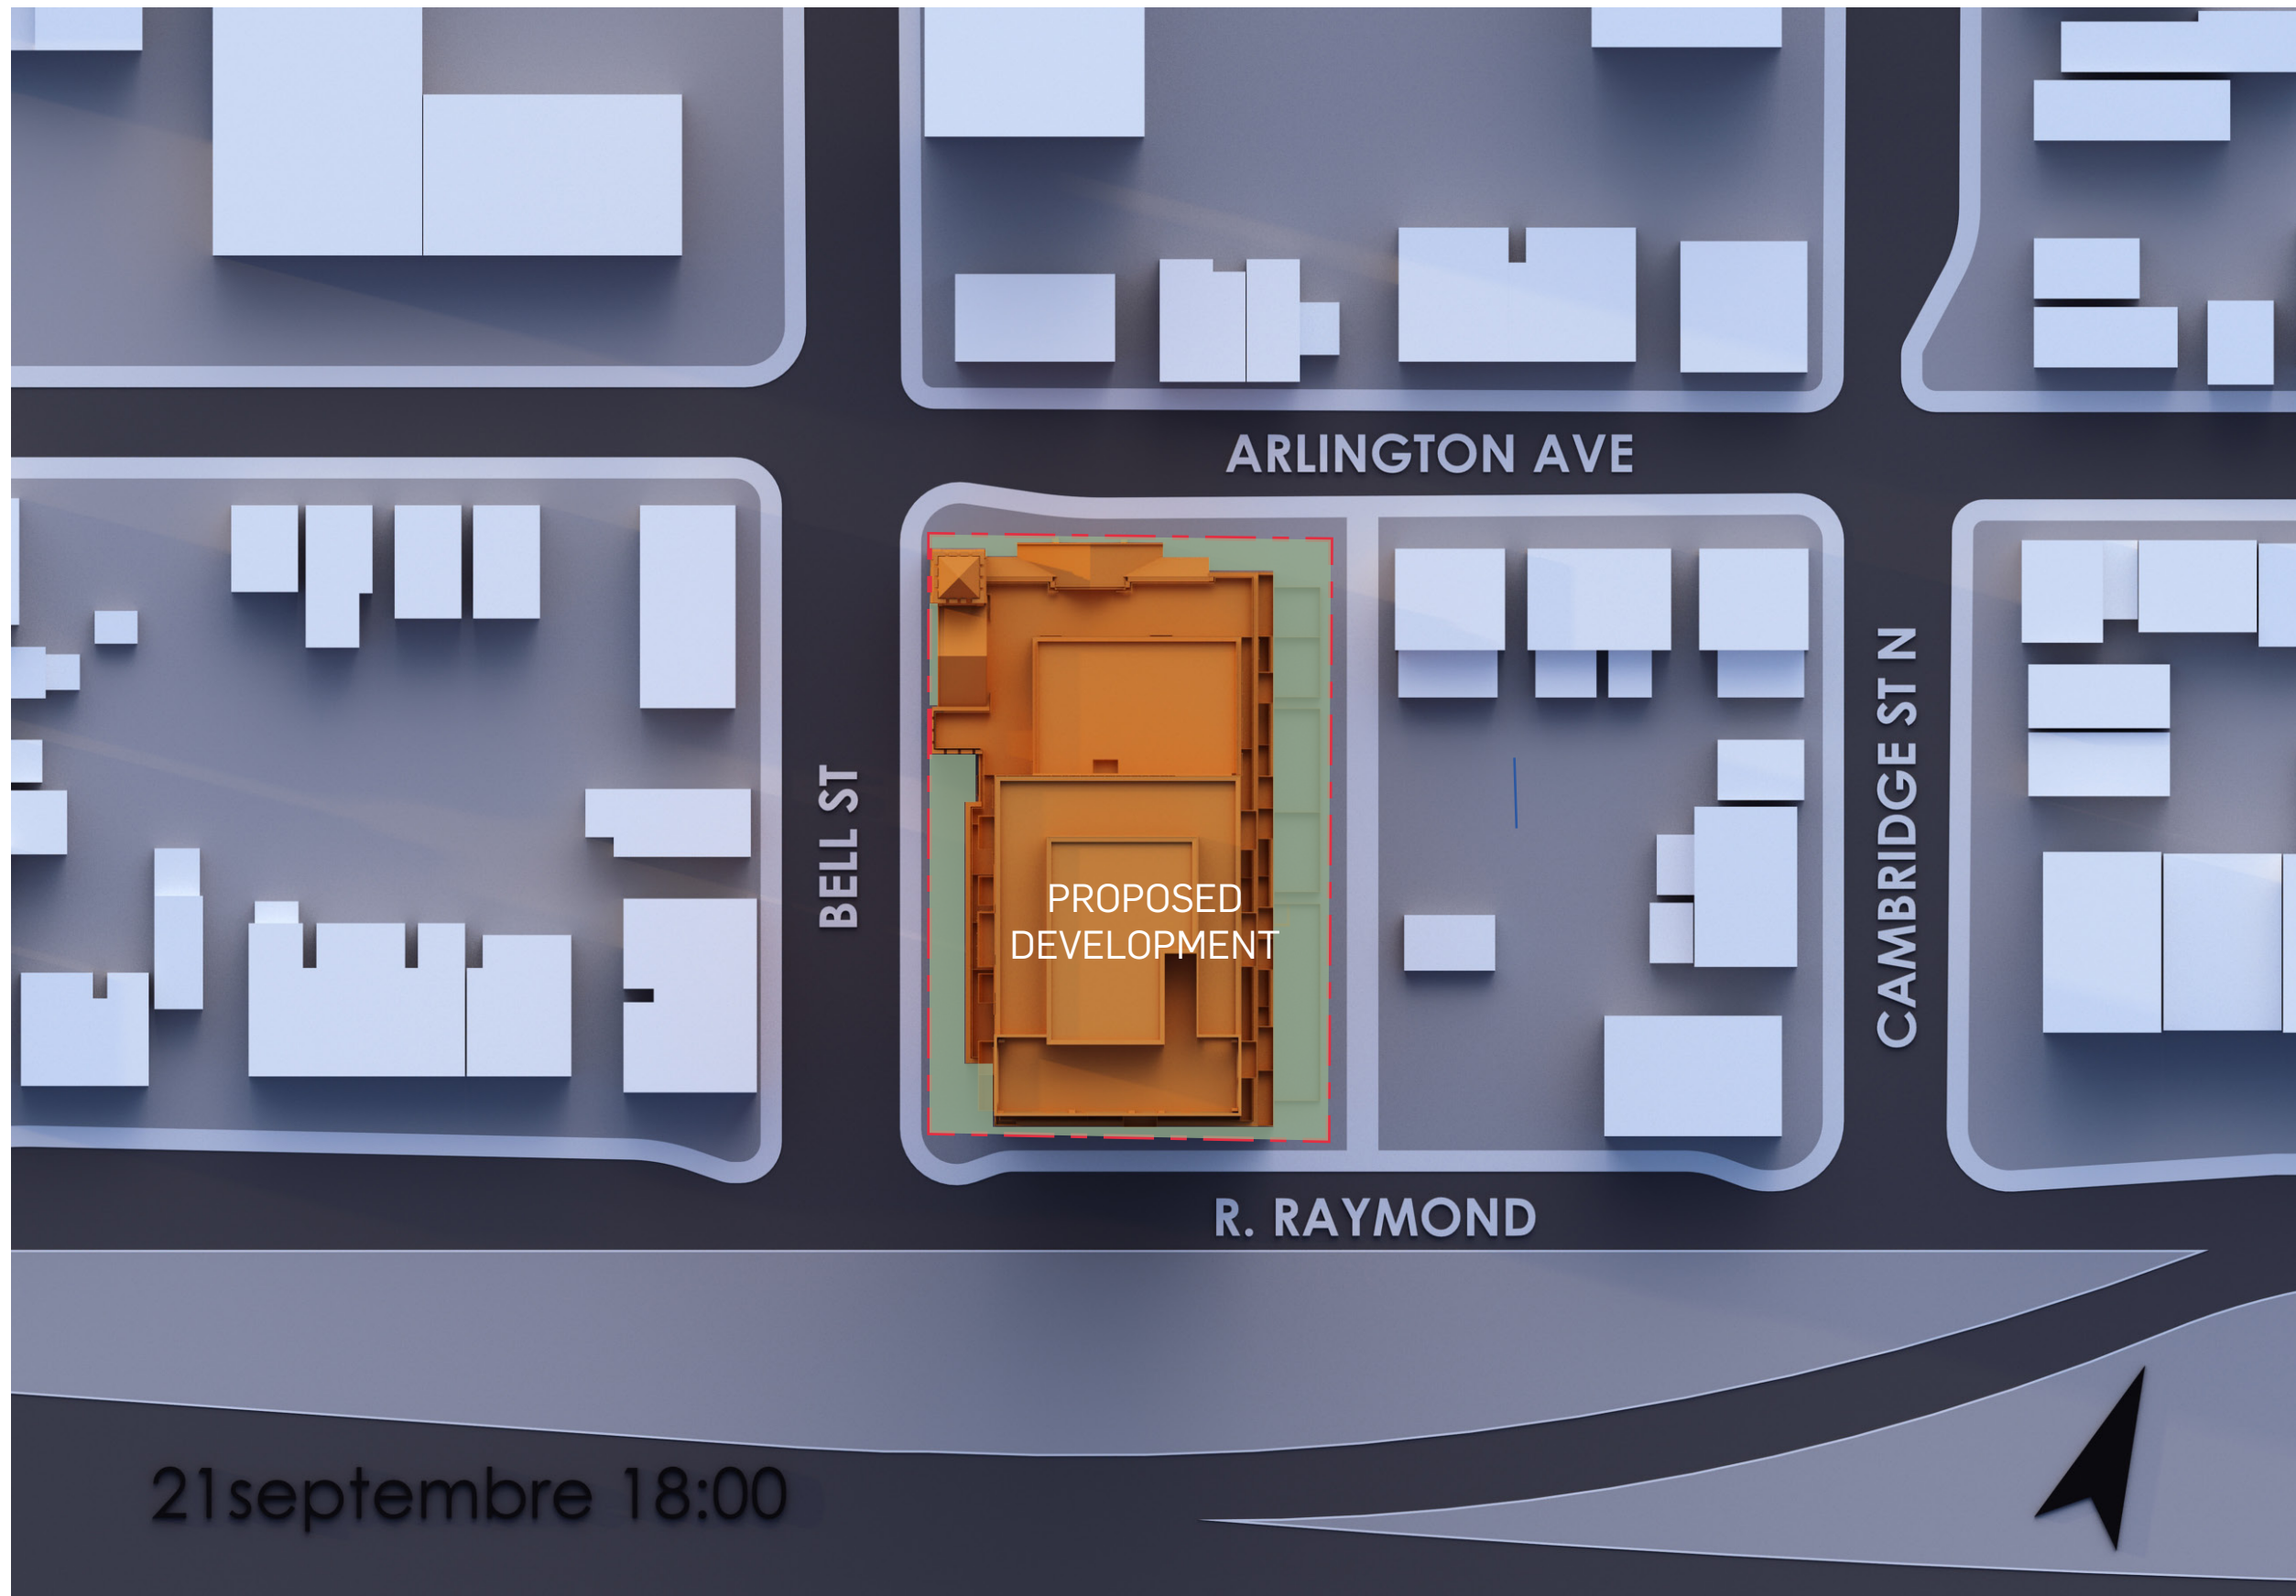 ARLINGTON AVE
BELL ST
CAMBRIDGE ST N
PROPOSED
DEVELOPMENT
R. RAYMOND
21septembre 18:00